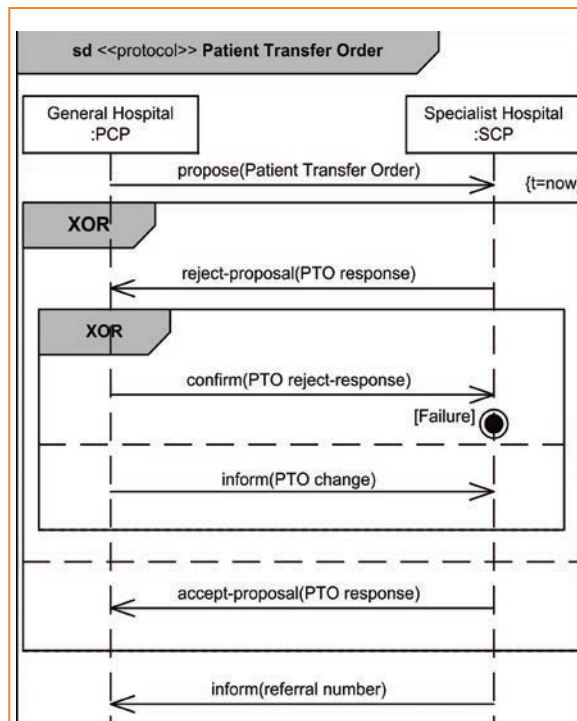 sd <<protocol>> Patient Transfer Order
General Hospital
:PCP
Specialist Hospital
:SCP
propose(Patient Transfer Order)
{t=now}
XOR
reject-proposal(PTO response)
XOR
confirm(PTO reject-response)
[Failure]
inform(PTO change)
accept-proposal(PTO response)
inform(referral number)